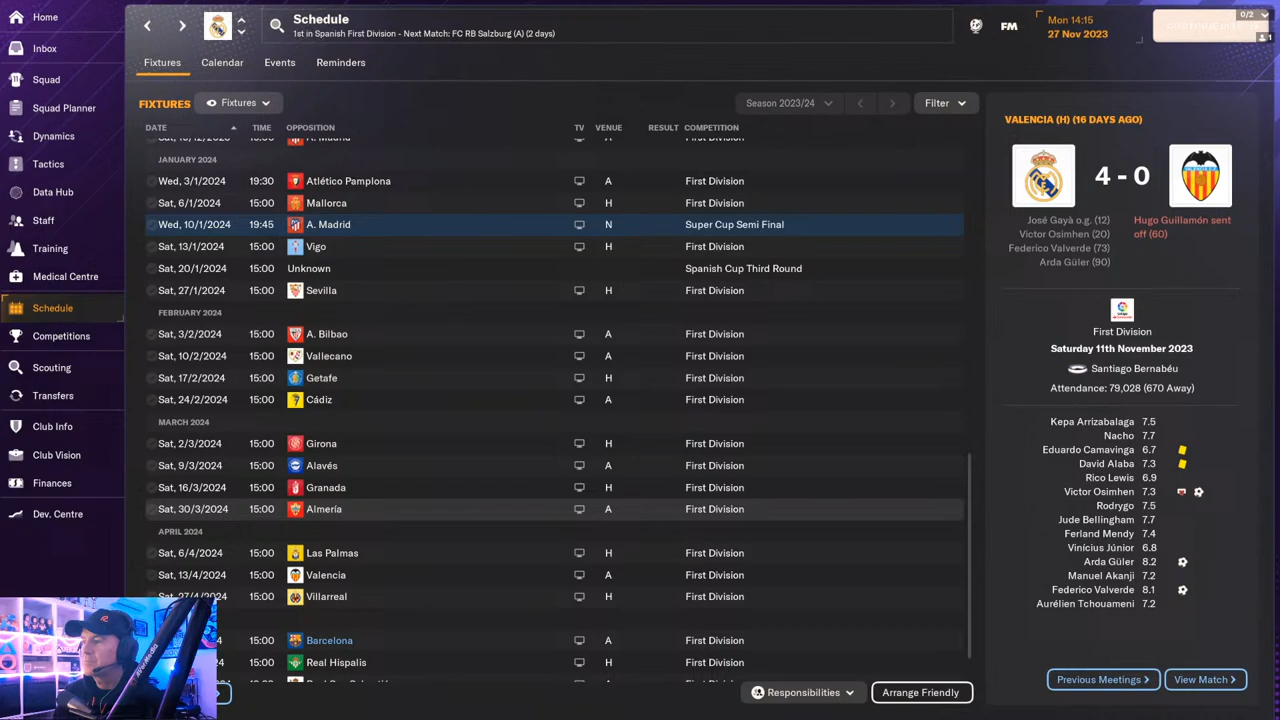 Home
Inbox
Squad
Squad Planner
Dynamics
Tactics
Data Hub
Staff
Training
Medical Centre
Schedule
Competitions
Scouting
Transfers
Club Info
Club Vision
Finances
Dev. Centre
Schedule
1st in Spanish First Division - Next Match: FC RB Salzburg (A) (2 days)
FM
Mon 14:15
27 Nov 2023
0/2
1
Fixtures Calendar Events Reminders
FIXTURES Fixtures Season 2023/24 Filter
DATE TIME OPPOSITION TV VENUE RESULT COMPETITION
JANUARY 2024
Wed, 3/1/2024 19:30 Atlético Pamplona A First Division
Sat, 6/1/2024 15:00 Mallorca H First Division
Wed, 10/1/2024 19:45 A. Madrid N Super Cup Semi Final
Sat, 13/1/2024 15:00 Vigo H First Division
Sat, 20/1/2024 15:00 Unknown Spanish Cup Third Round
Sat, 27/1/2024 15:00 Sevilla H First Division
FEBRUARY 2024
Sat, 3/2/2024 15:00 A. Bilbao A First Division
Sat, 10/2/2024 15:00 Vallecano A First Division
Sat, 17/2/2024 15:00 Getafe H First Division
Sat, 24/2/2024 15:00 Cádiz A First Division
MARCH 2024
Sat, 2/3/2024 15:00 Girona H First Division
Sat, 9/3/2024 15:00 Alavés A First Division
Sat, 16/3/2024 15:00 Granada H First Division
Sat, 30/3/2024 15:00 Almería A First Division
APRIL 2024
Sat, 6/4/2024 15:00 Las Palmas H First Division
Sat, 13/4/2024 15:00 Valencia A First Division
Sat, 27/4/2024 15:00 Villarreal H First Division
15:00 Barcelona A First Division
15:00 Real Hispalis H First Division
Responsibilities Arrange Friendly
VALENCIA (H) (16 DAYS AGO)
4 - 0
José Gayà o.g. (12)
Victor Osimhen (20)
Federico Valverde (73)
Arda Güler (90)
Hugo Guillamón sent
off (60)
First Division
Saturday 11th November 2023
Santiago Bernabéu
Attendance: 79,028 (670 Away)
Kepa Arrizabalaga 7.5
Nacho 7.7
Eduardo Camavinga 6.7
David Alaba 7.3
Rico Lewis 6.9
Victor Osimhen 7.3
Rodrygo 7.5
Jude Bellingham 7.7
Ferland Mendy 7.4
Vinícius Júnior 6.8
Arda Güler 8.2
Manuel Akanji 7.2
Federico Valverde 8.1
Aurélien Tchouameni 7.2
Previous Meetings View Match